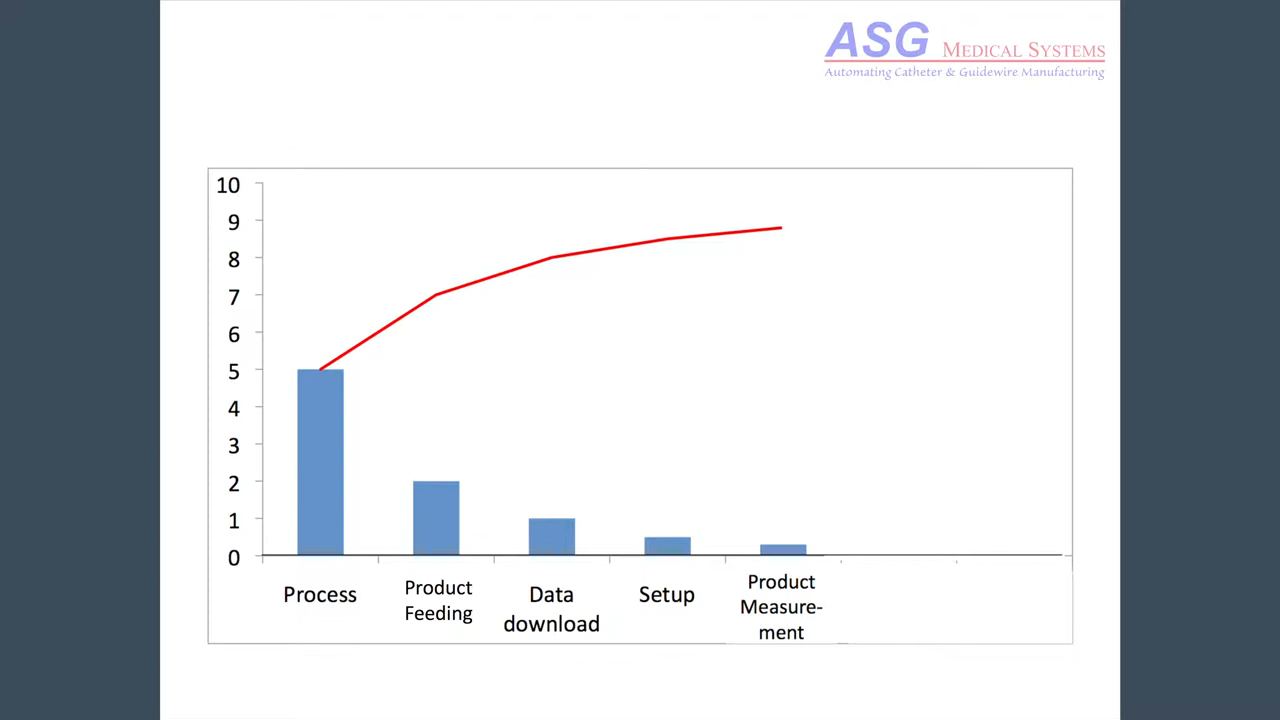 ASG MEDICAL SYSTEMS
Automating Catheter & Guidewire Manufacturing
10
9
8
7
6
5
4
3
2
1
0
Process
Product
Feeding
Data
download
Setup
Product
Measure-
ment